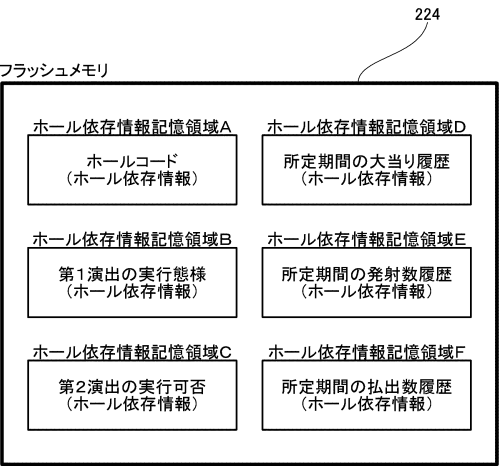 224
フラッシュメモリ
ホール依存情報記憶領域A
ホールコード
(ホール依存情報)
ホール依存情報記憶領域B
第1演出の実行態様
(ホール依存情報)
ホール依存情報記憶領域C
第2演出の実行可否
(ホール依存情報)
ホール依存情報記憶領域D
所定期間の大当り履歴
(ホール依存情報)
ホール依存情報記憶領域E
所定期間の発射数履歴
(ホール依存情報)
ホール依存情報記憶領域F
所定期間の払出数履歴
(ホール依存情報)